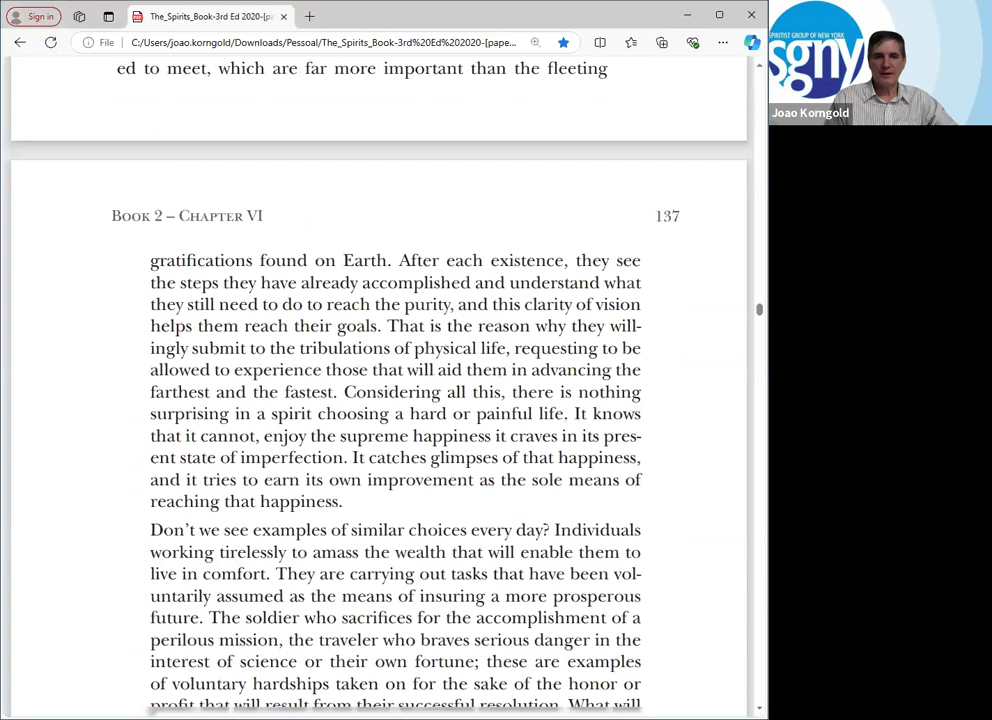 Sign in
The_Spirits_Book-3rd Ed 2020-[pa
File
C:/Users/joao.korngold/Downloads/Pessoal/The_Spirits_Book-3rd%20Ed%202020-[pape...
SPIRITIST GROUP OF NEW YORK
sgny
Joao Korngold
ed to meet, which are far more important than the fleeting
BOOK 2 – CHAPTER VI
137
gratifications found on Earth. After each existence, they see
the steps they have already accomplished and understand what
they still need to do to reach the purity, and this clarity of vision
helps them reach their goals. That is the reason why they will-
ingly submit to the tribulations of physical life, requesting to be
allowed to experience those that will aid them in advancing the
farthest and the fastest. Considering all this, there is nothing
surprising in a spirit choosing a hard or painful life. It knows
that it cannot, enjoy the supreme happiness it craves in its pres-
ent state of imperfection. It catches glimpses of that happiness,
and it tries to earn its own improvement as the sole means of
reaching that happiness.
Don't we see examples of similar choices every day? Individuals
working tirelessly to amass the wealth that will enable them to
live in comfort. They are carrying out tasks that have been vol-
untarily assumed as the means of insuring a more prosperous
future. The soldier who sacrifices for the accomplishment of a
perilous mission, the traveler who braves serious danger in the
interest of science or their own fortune; these are examples
of voluntary hardships taken on for the sake of the honor or
profit that will result from their successful resolution. What will